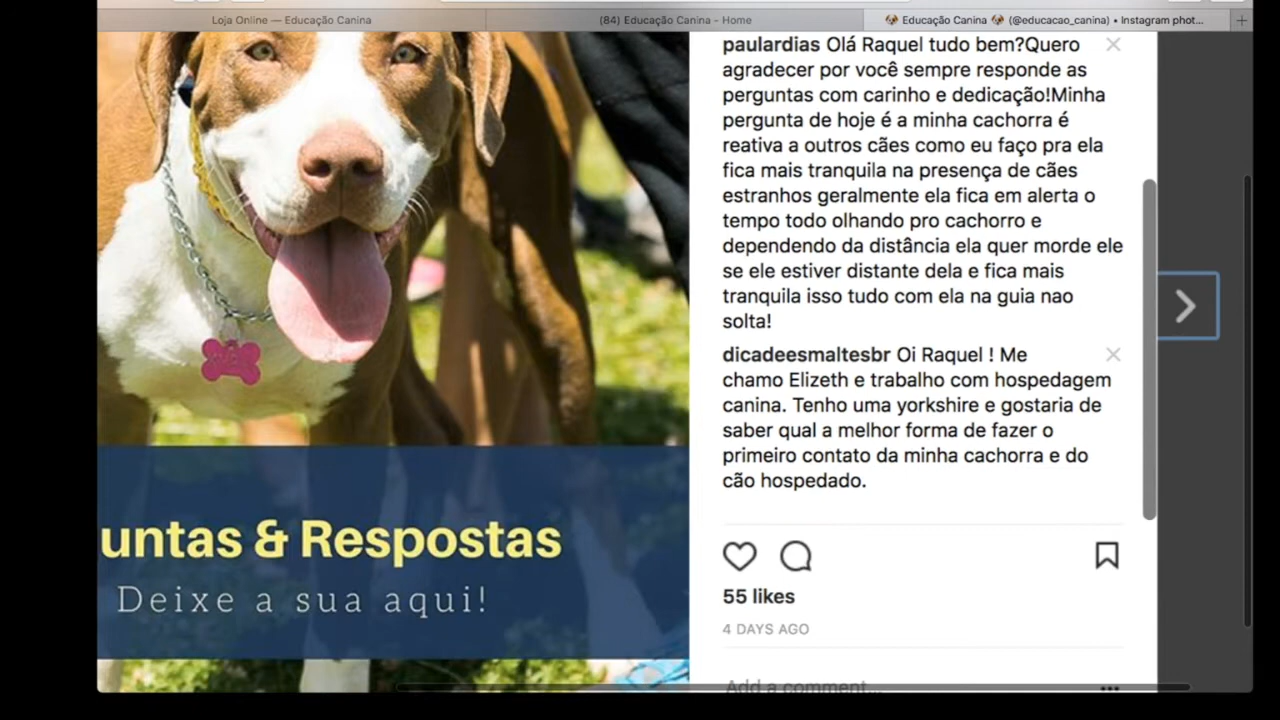 Loja Online — Educação Canina
(84) Educação Canina - Home
Educação Canina (@educacao_canina) • Instagram phot...
paulardias Olá Raquel tudo bem?Quero
agradecer por você sempre responde as
perguntas com carinho e dedicação!Minha
pergunta de hoje é a minha cachorra é
reativa a outros cães como eu faço pra ela
fica mais tranquila na presença de cães
estranhos geralmente ela fica em alerta o
tempo todo olhando pro cachorro e
dependendo da distância ela quer morde ele
se ele estiver distante dela e fica mais
tranquila isso tudo com ela na guia nao
solta!
dicadeesmaltesbr Oi Raquel ! Me
chamo Elizeth e trabalho com hospedagem
canina. Tenho uma yorkshire e gostaria de
saber qual a melhor forma de fazer o
primeiro contato da minha cachorra e do
cão hospedado.
untas & Respostas
Deixe a sua aqui!
55 likes
4 DAYS AGO
Add a comment...